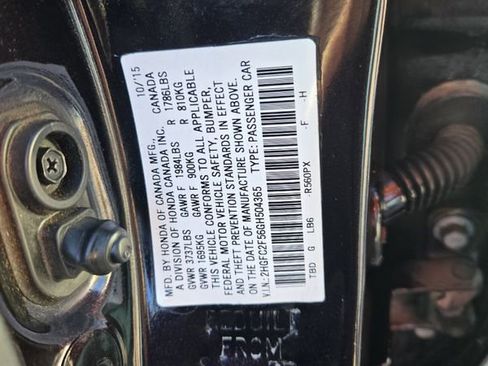 MFD. BY HONDA OF CANADA MFG., 10/15
A DIVISION OF HONDA CANADA INC. CANADA
GVWR 3737LBS GAWR F 1984LBS R 1786LBS
GVWR 1695KG GAWR F 900KG R 810KG
THIS VEHICLE CONFORMS TO ALL APPLICABLE
FEDERAL MOTOR VEHICLE SAFETY, BUMPER,
AND THEFT PREVENTION STANDARDS IN EFFECT
ON THE DATE OF MANUFACTURE SHOWN ABOVE.
V.I.N.:2HGFC2F56GH504365 TYPE:PASSENGER CAR
TBD G LB6 R560PX F H
REBUILT
FROM